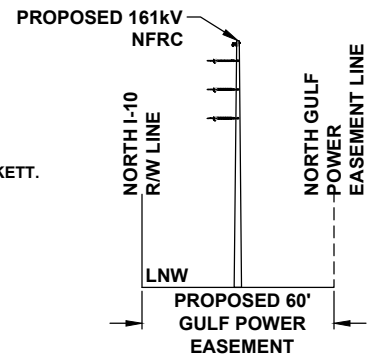 PROPOSED 161kV
NFRC
KETT.
NORTH I-10
R/W LINE
NORTH GULF
POWER
EASEMENT LINE
LNW
PROPOSED 60'
GULF POWER
EASEMENT